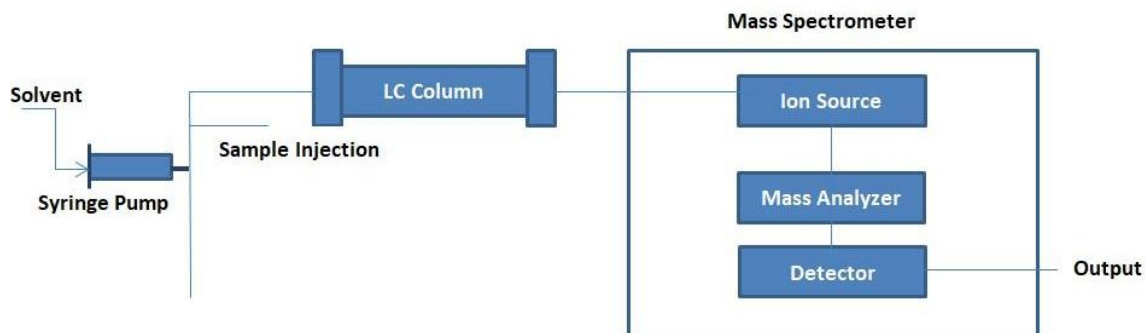 Mass Spectrometer
Solvent
LC Column
Ion Source
Sample Injection
Syringe Pump
Mass Analyzer
Detector
Output